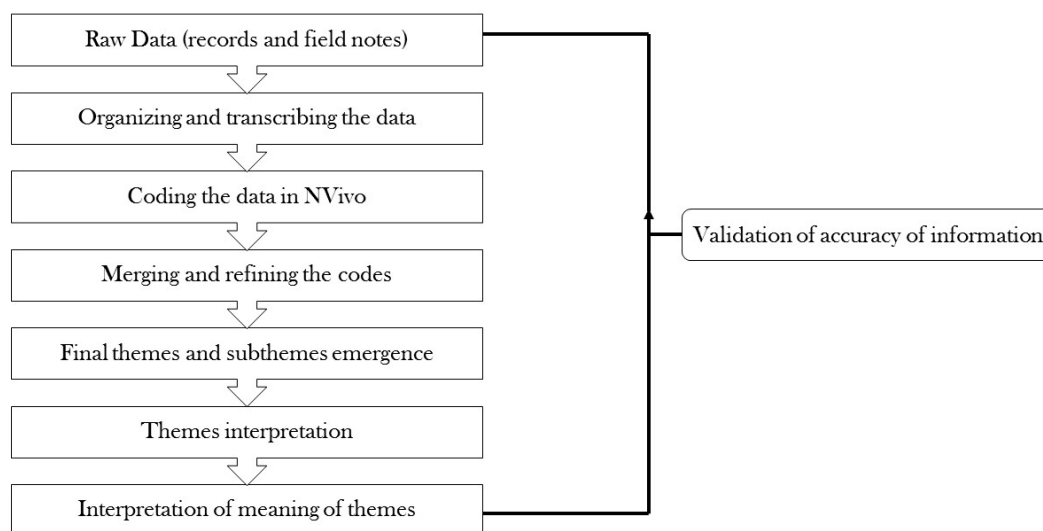 Raw Data (records and field notes)
Organizing and transcribing the data
Coding the data in NVivo
Merging and refining the codes
Final themes and subthemes emergence
Themes interpretation
Interpretation of meaning of themes
Validation of accuracy of information